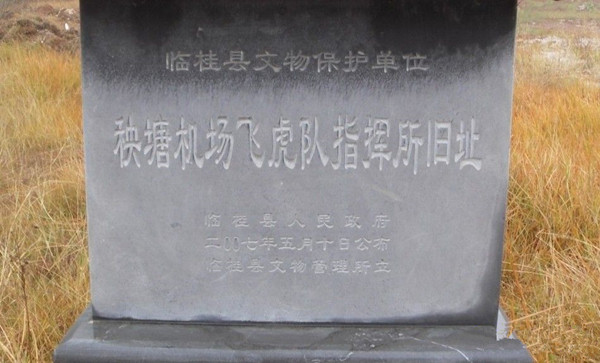 临桂县文物保护单位
秧塘机场飞虎队指挥所旧址
临桂县人民政府
二00七年五月十日公布
临桂县文物管理所立